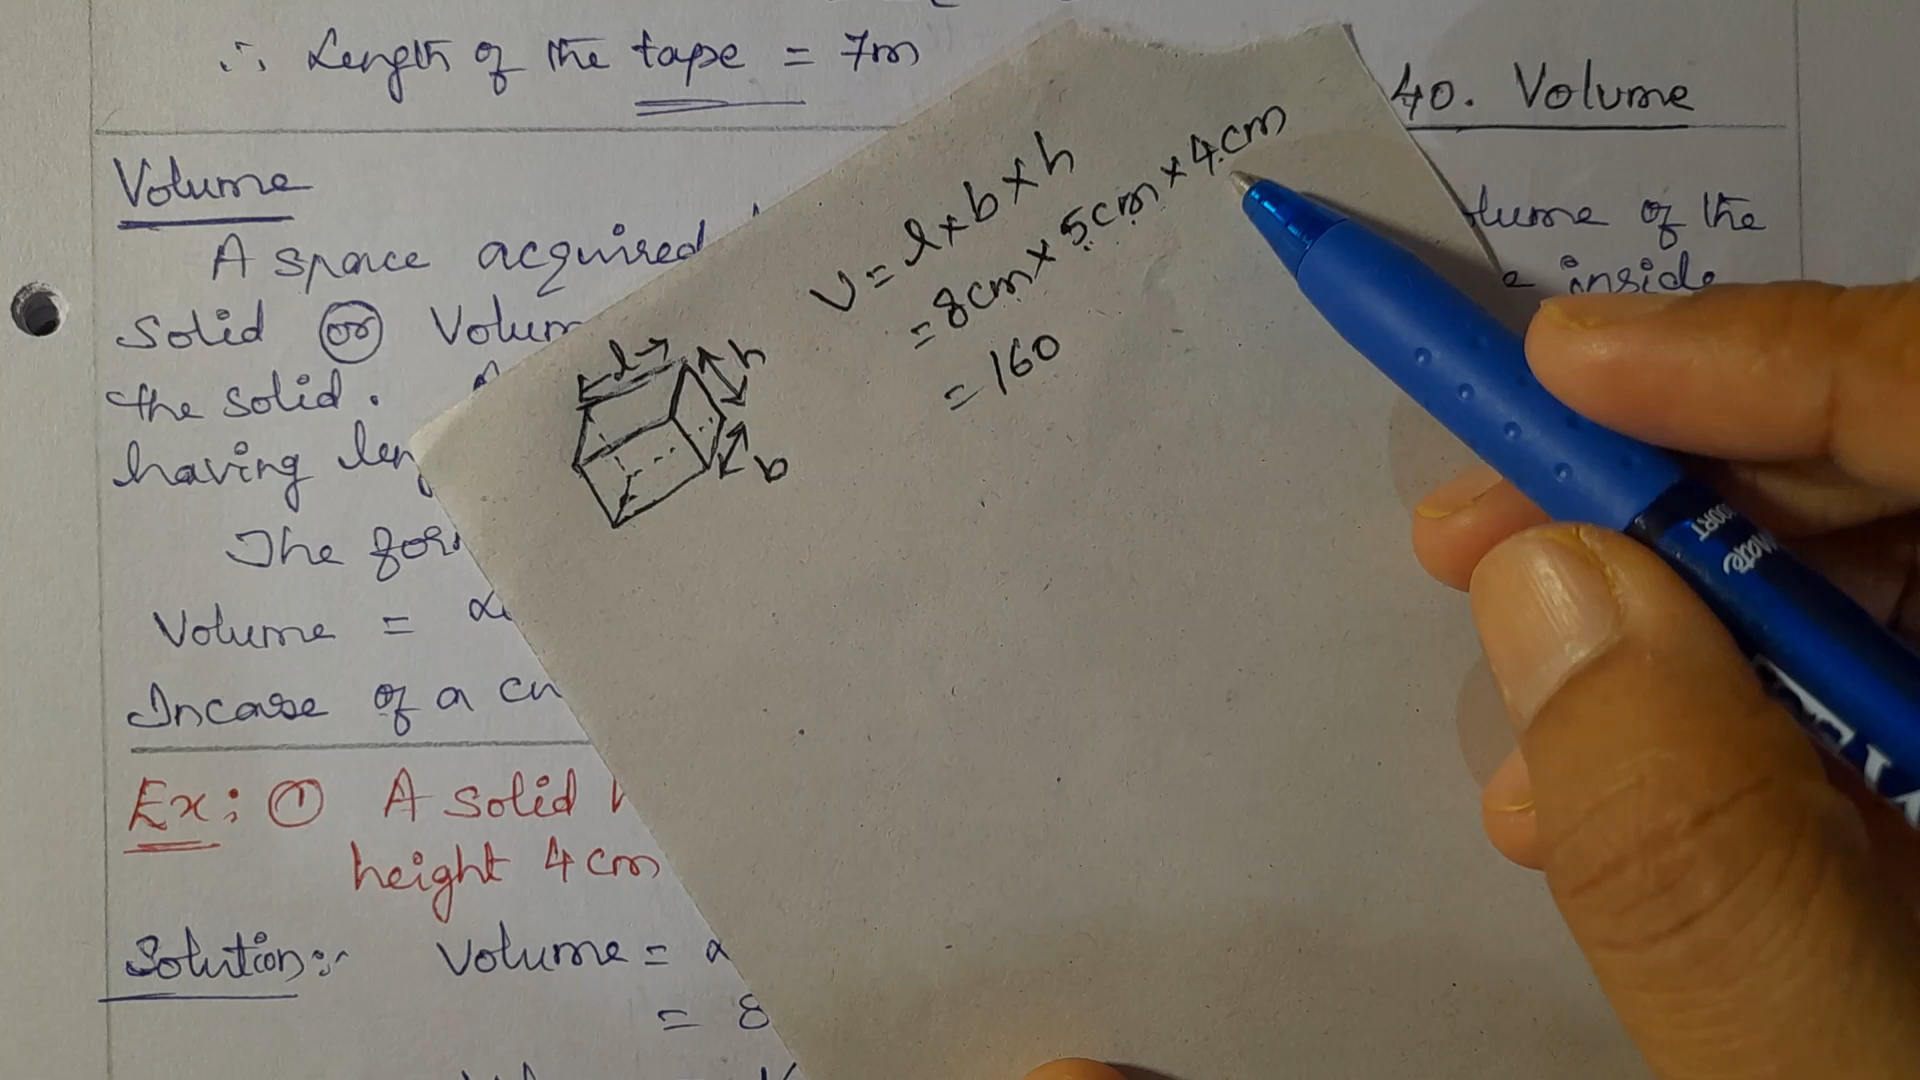 ∴ Length of the tape = 7m
40. Volume
Volume
A space acquired
Solid or Volum
the solid.
having len
The for
Volume =
Incase of a cu
Ex: ① A solid
height 4 cm
Solution:-
Volume =
= 8
V = l × b × h
= 8cm × 5cm × 4cm
= 160
l
h
b
lume of the
e inside